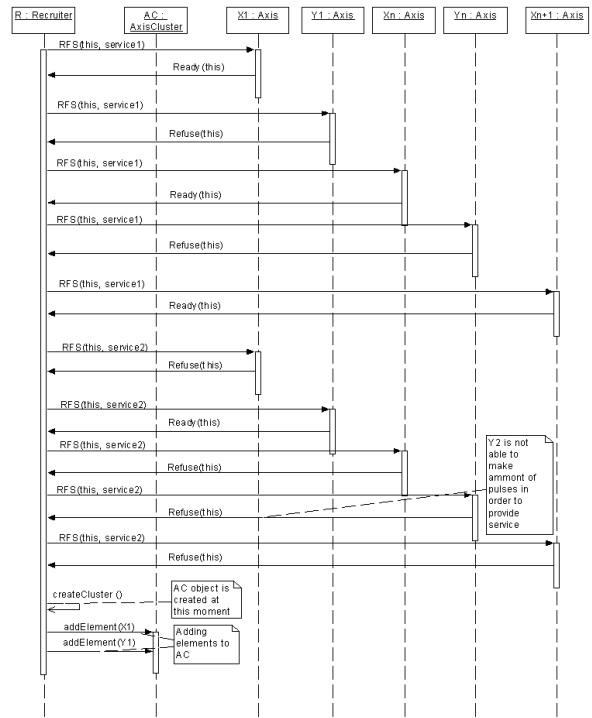 R : Recruiter
AC :
AxisCluster
X1 : Axis
Y1 : Axis
Xn : Axis
Yn : Axis
Xn+1 : Axis
RFS(this, service1)
Ready(this)
RFS(this, service1)
Refuse(this)
RFS(this, service1)
Ready(this)
RFS(this, service1)
Refuse(this)
RFS(this, service1)
Ready(this)
RFS(this, service2)
Refuse(this)
RFS(this, service2)
Ready(this)
RFS(this, service2)
Refuse(this)
Y2 is not
able to
make
ammont of
pulses in
order to
provide
service
RFS(this, service2)
Refuse(this)
RFS(this, service2)
Refuse(this)
createCluster ()
AC object is
created at
this moment
addElement(X1)
addElement(Y1)
Adding
elements to
AC